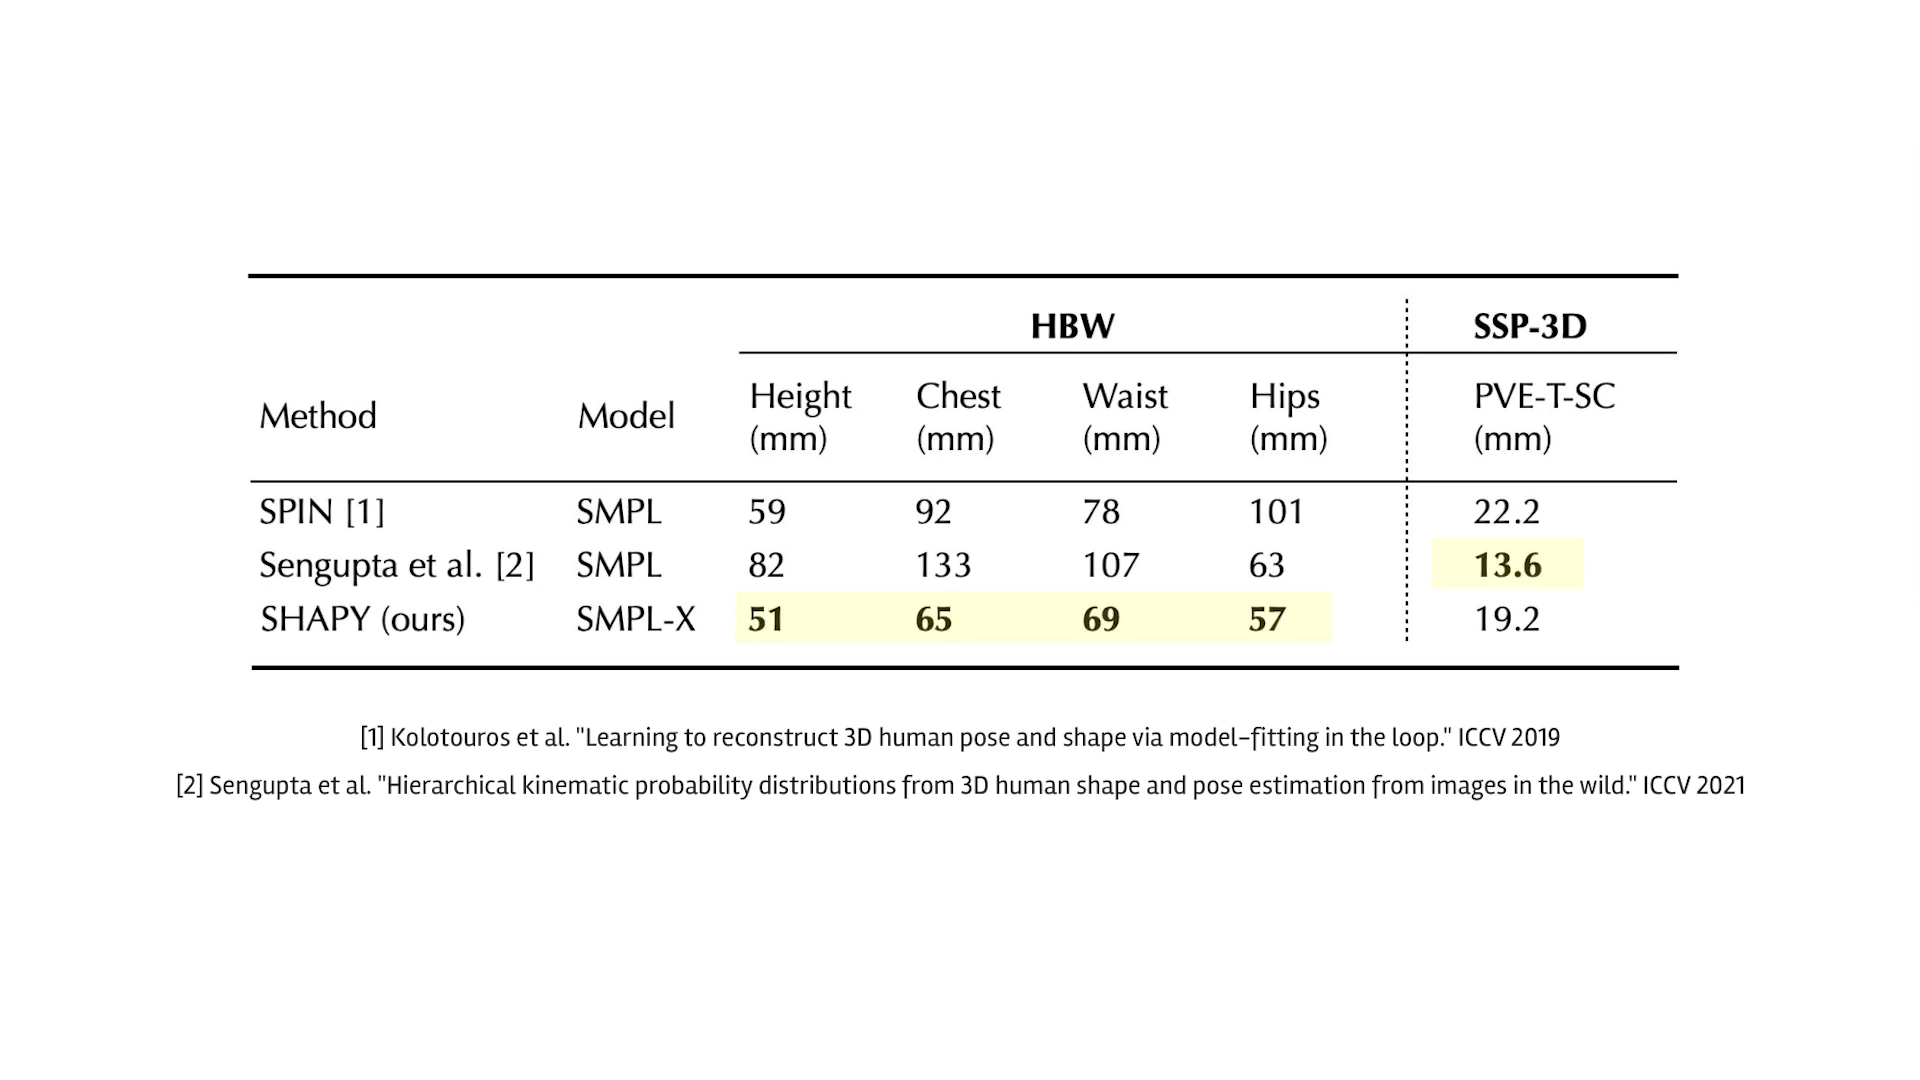 HBW SSP-3D
Method Model Height (mm) Chest (mm) Waist (mm) Hips (mm) PVE-T-SC (mm)
SPIN [1] SMPL 59 92 78 101 22.2
Sengupta et al. [2] SMPL 82 133 107 63 13.6
SHAPY (ours) SMPL-X 51 65 69 57 19.2
[1] Kolotouros et al. "Learning to reconstruct 3D human pose and shape via model-fitting in the loop." ICCV 2019
[2] Sengupta et al. "Hierarchical kinematic probability distributions from 3D human shape and pose estimation from images in the wild." ICCV 2021